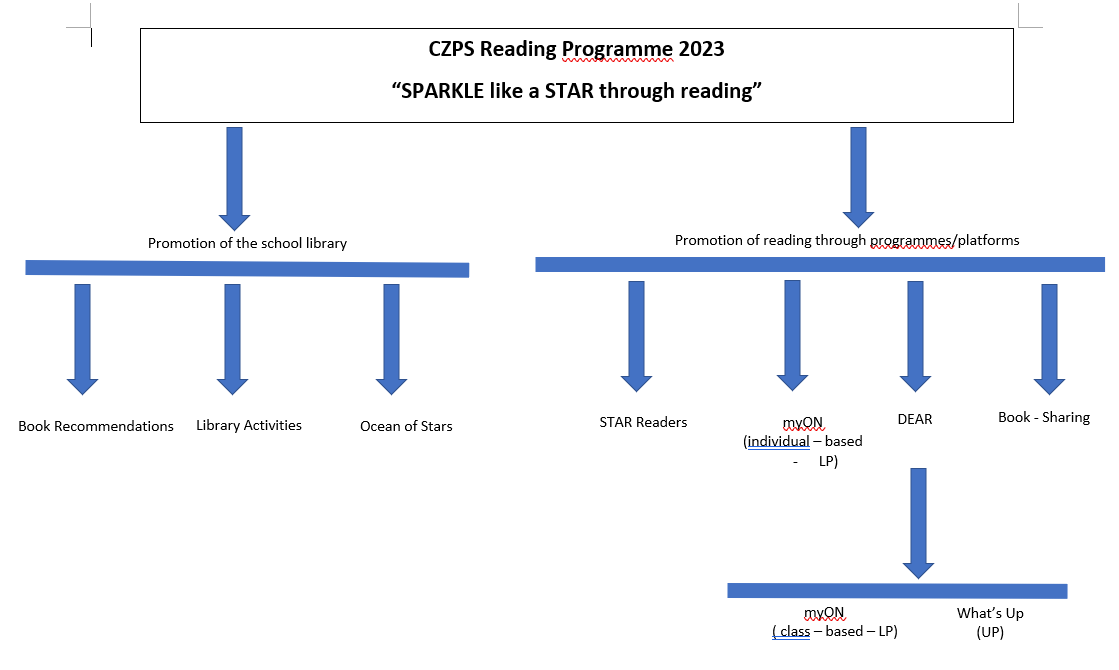 CZPS Reading Programme 2023
“SPARKLE like a STAR through reading”
Promotion of the school library
Promotion of reading through programmes/platforms
Book Recommendations
Library Activities
Ocean of Stars
STAR Readers
myON
(individual – based
- LP)
DEAR
Book - Sharing
myON
( class – based – LP)
What’s Up
(UP)